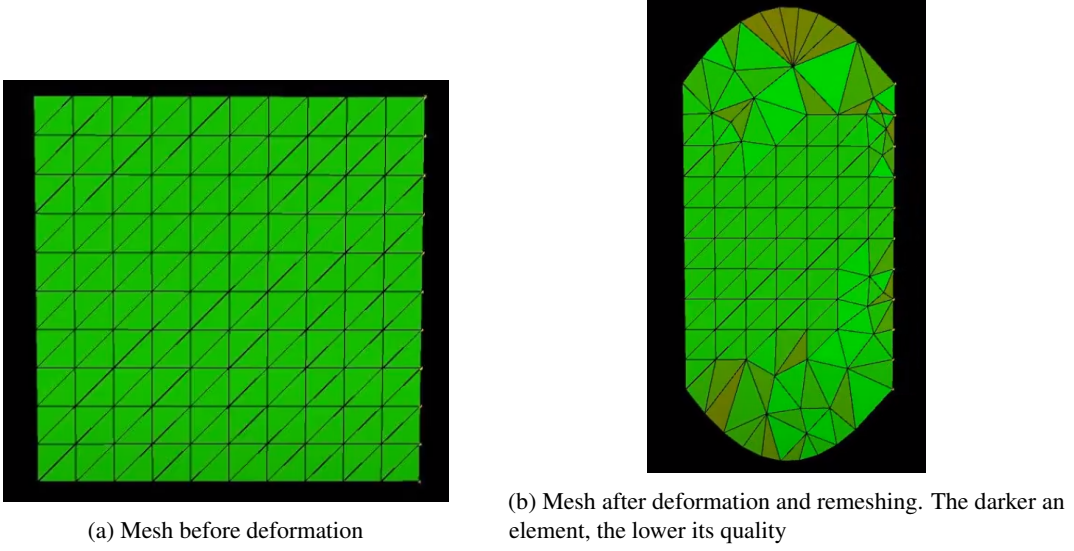 (a) Mesh before deformation
(b) Mesh after deformation and remeshing. The darker an
element, the lower its quality